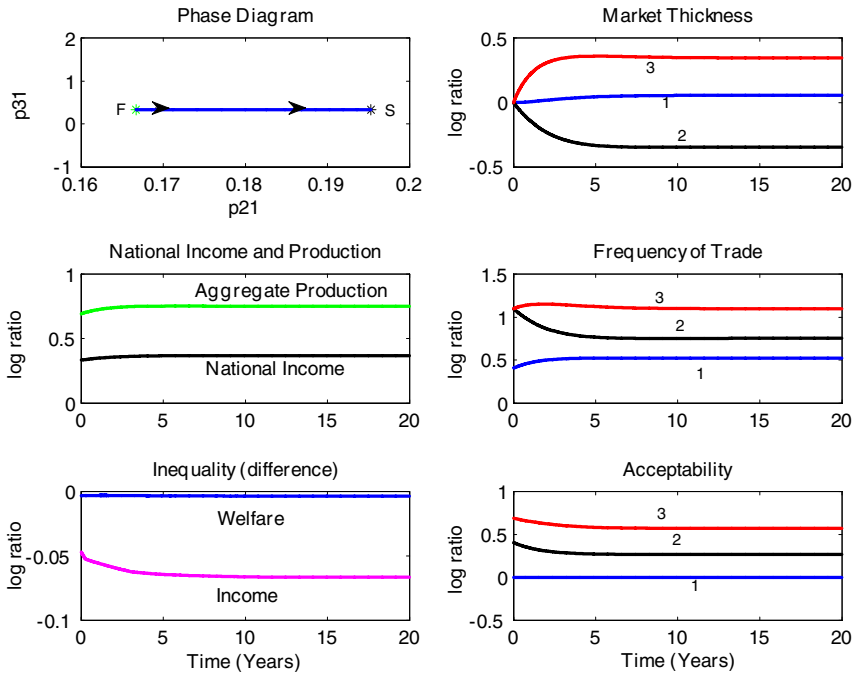 Phase Diagram
2
1
0
-1
p31
F
S
0.16
0.17
0.18
0.19
0.2
p21
Market Thickness
0.5
0
-0.5
log ratio
3
1
2
0
5
10
15
20
National Income and Production
1
0.5
0
log ratio
Aggregate Production
National Income
0
5
10
15
20
Frequency of Trade
1.5
1
0.5
0
log ratio
3
2
1
0
5
10
15
20
Inequality (difference)
0
-0.05
-0.1
log ratio
Welfare
Income
0
5
10
15
20
Time (Years)
Acceptability
1
0.5
0
-0.5
log ratio
3
2
1
0
5
10
15
20
Time (Years)